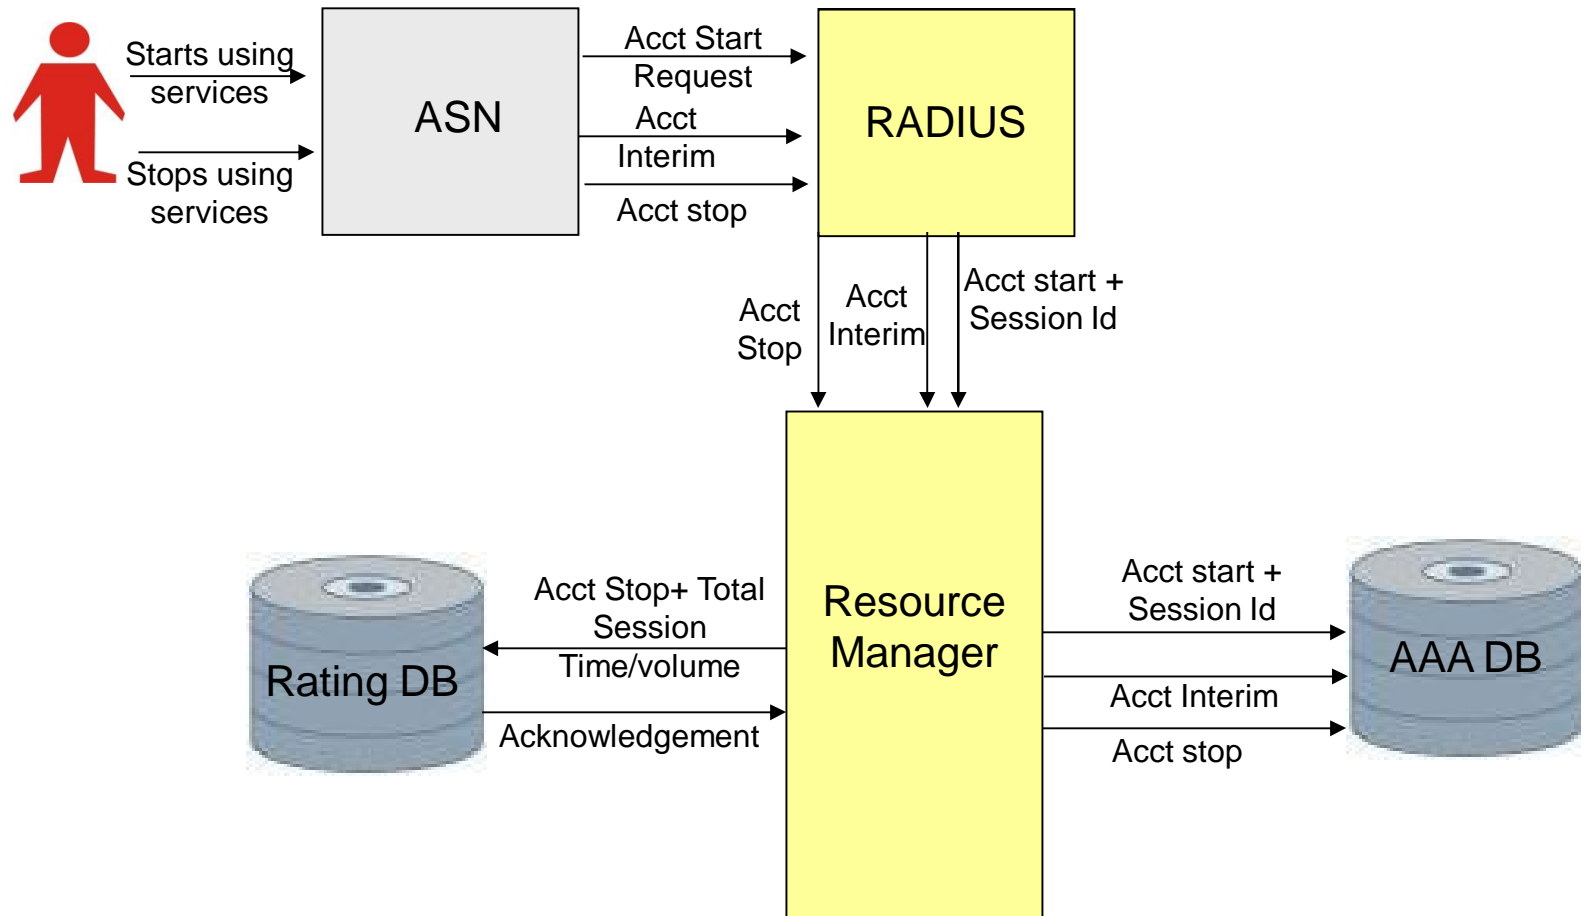 Starts using
services
Stops using
services
ASN
Acct Start
Request
Acct
Interim
Acct stop
RADIUS
Acct
Stop
Acct
Interim
Acct start +
Session Id
Acct Stop+ Total
Session
Time/volume
Rating DB
Acknowledgement
Resource
Manager
Acct start +
Session Id
Acct Interim
Acct stop
AAA DB